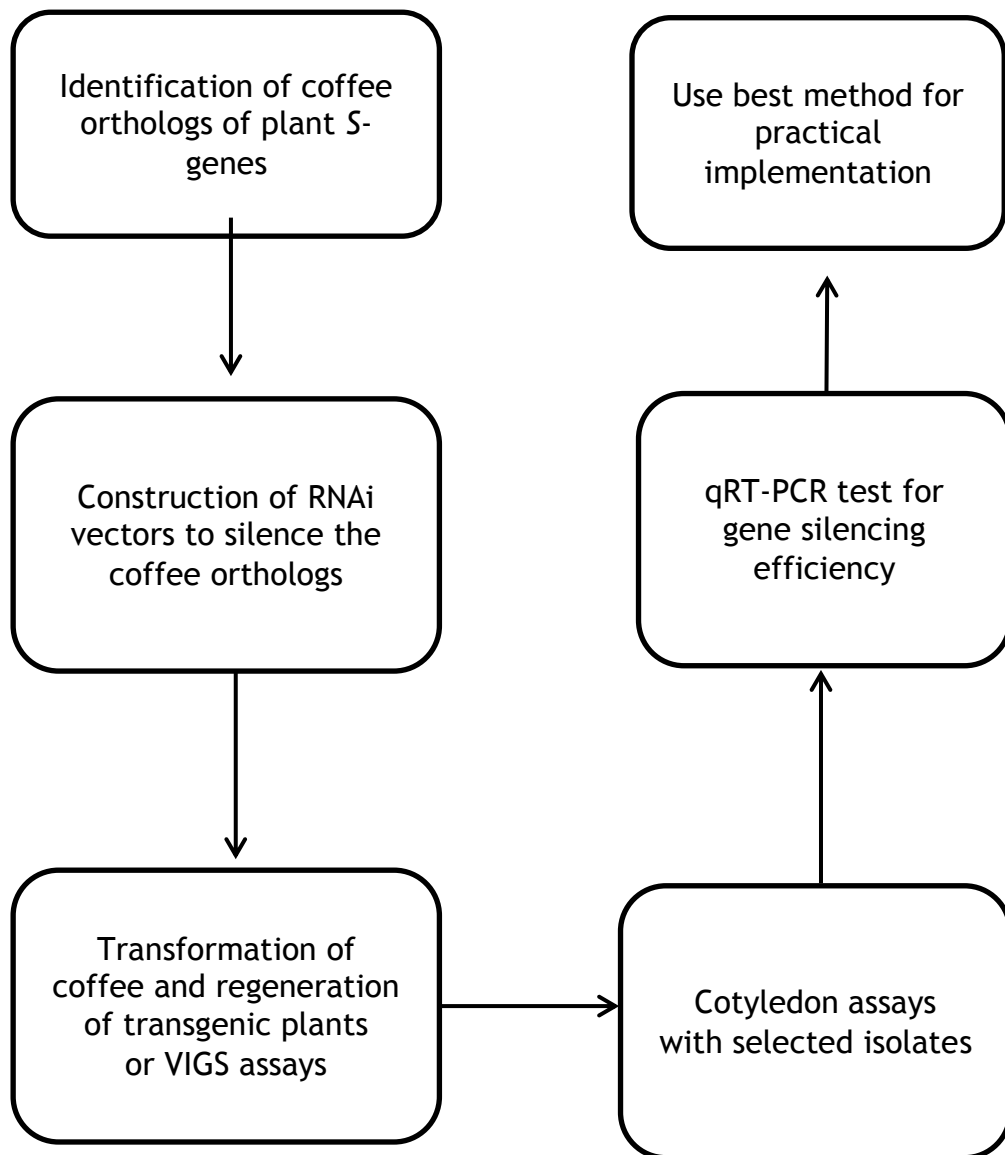 Identification of coffee
orthologs of plant S-
genes
Construction of RNAi
vectors to silence the
coffee orthologs
Transformation of
coffee and regeneration
of transgenic plants
or VIGS assays
Cotyledon assays
with selected isolates
qRT-PCR test for
gene silencing
efficiency
Use best method for
practical
implementation